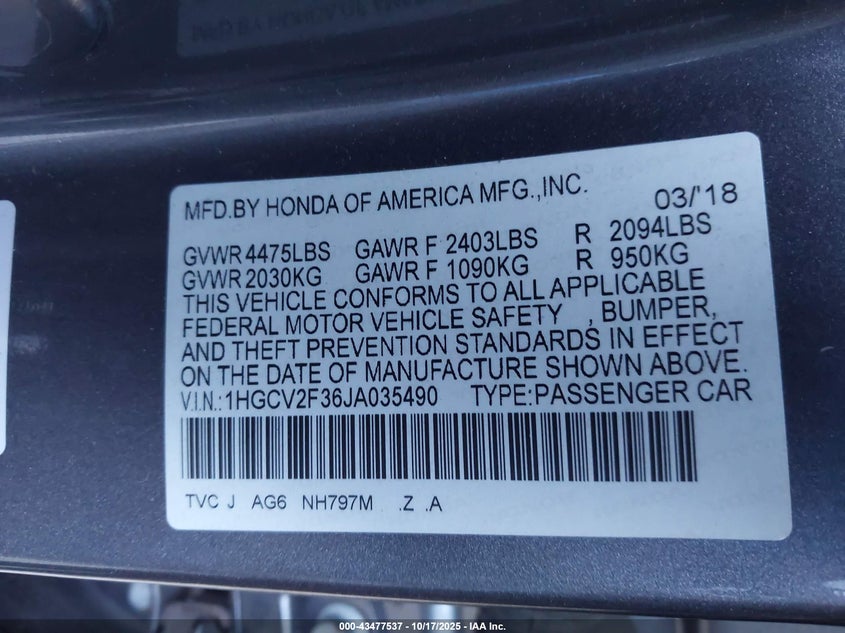 MFD.BY HONDA OF AMERICA MFG.,INC. 03/'18
GVWR 4475LBS GAWR F 2403LBS R 2094LBS
GVWR 2030KG GAWR F 1090KG R 950KG
THIS VEHICLE CONFORMS TO ALL APPLICABLE
FEDERAL MOTOR VEHICLE SAFETY , BUMPER,
AND THEFT PREVENTION STANDARDS IN EFFECT
ON THE DATE OF MANUFACTURE SHOWN ABOVE.
V.I.N.:1HGCV2F36JA035490 TYPE:PASSENGER CAR
TVC J AG6 NH797M .Z .A
000-43477537 - 10/17/2025 - IAA Inc.